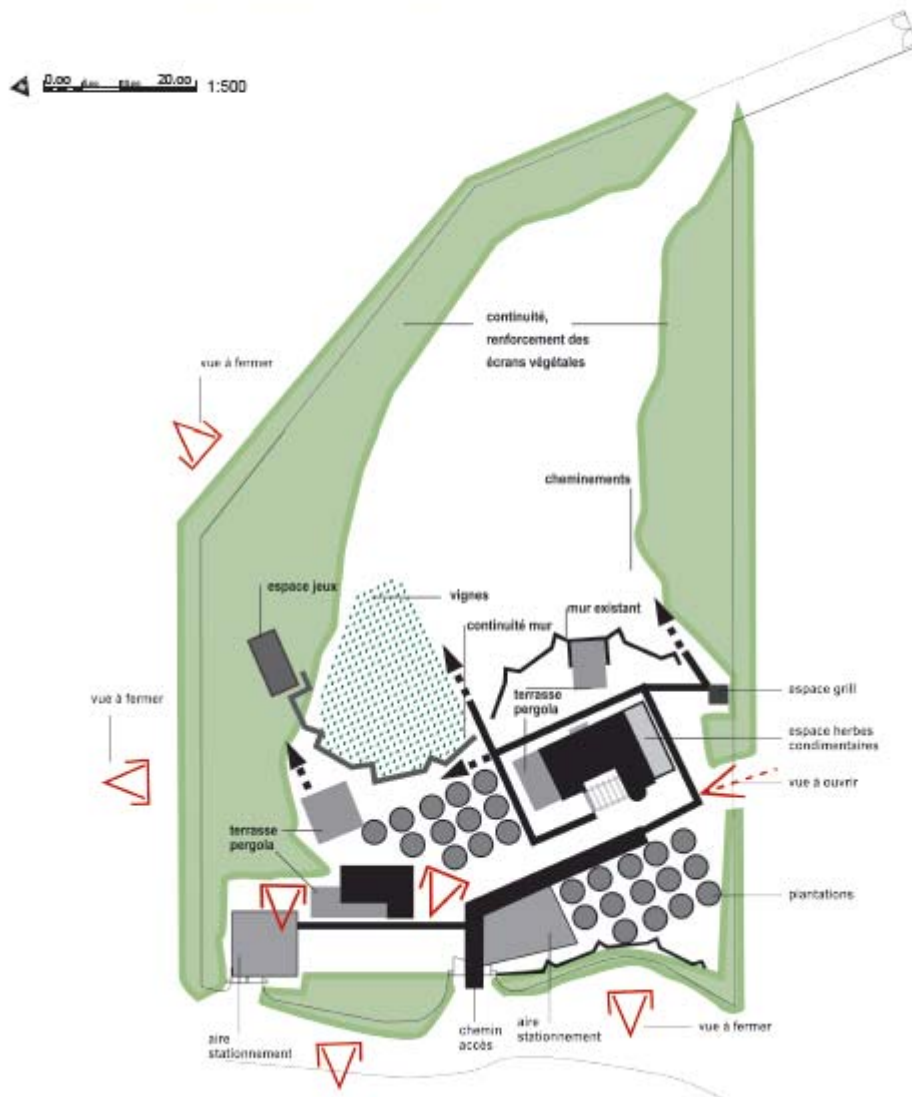 0.00 20.00 1:500
continuité,
renforcement des
écrans végétales
vue à fermer
cheminements
espace jeux
vignes
mur existant
continuité mur
vue à fermer
terrasse
pergola
espace grill
espace herbes
condimentaires
vue à ouvrir
terrasse
pergola
plantations
aire
stationnement
chemin
accès
aire
stationnement
vue à fermer